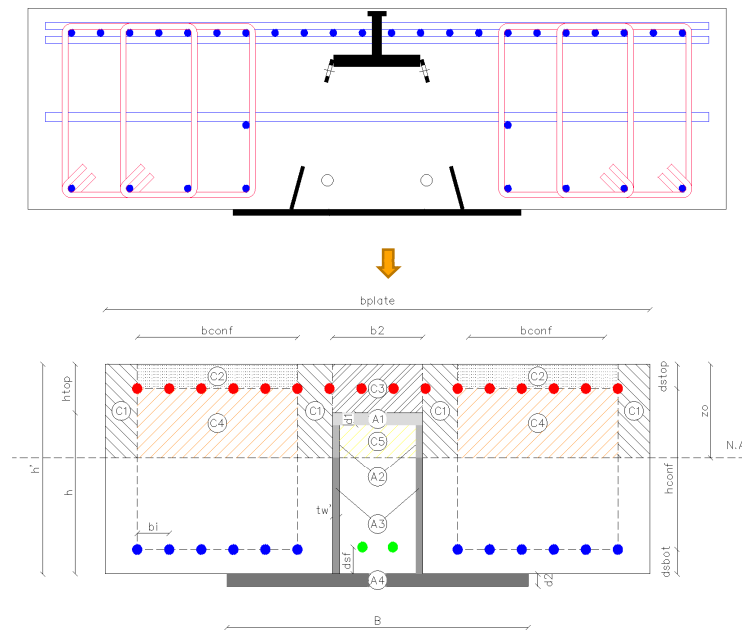 bplate
bconf
b2
bconf
htop
C2
C3
C2
dstop
zo
C1
C1
C1
C1
d1
A1
C4
C5
C4
N.A
h'
h
A2
hconf
tw'
A3
bi
dsf
dsbot
A4
d2
B